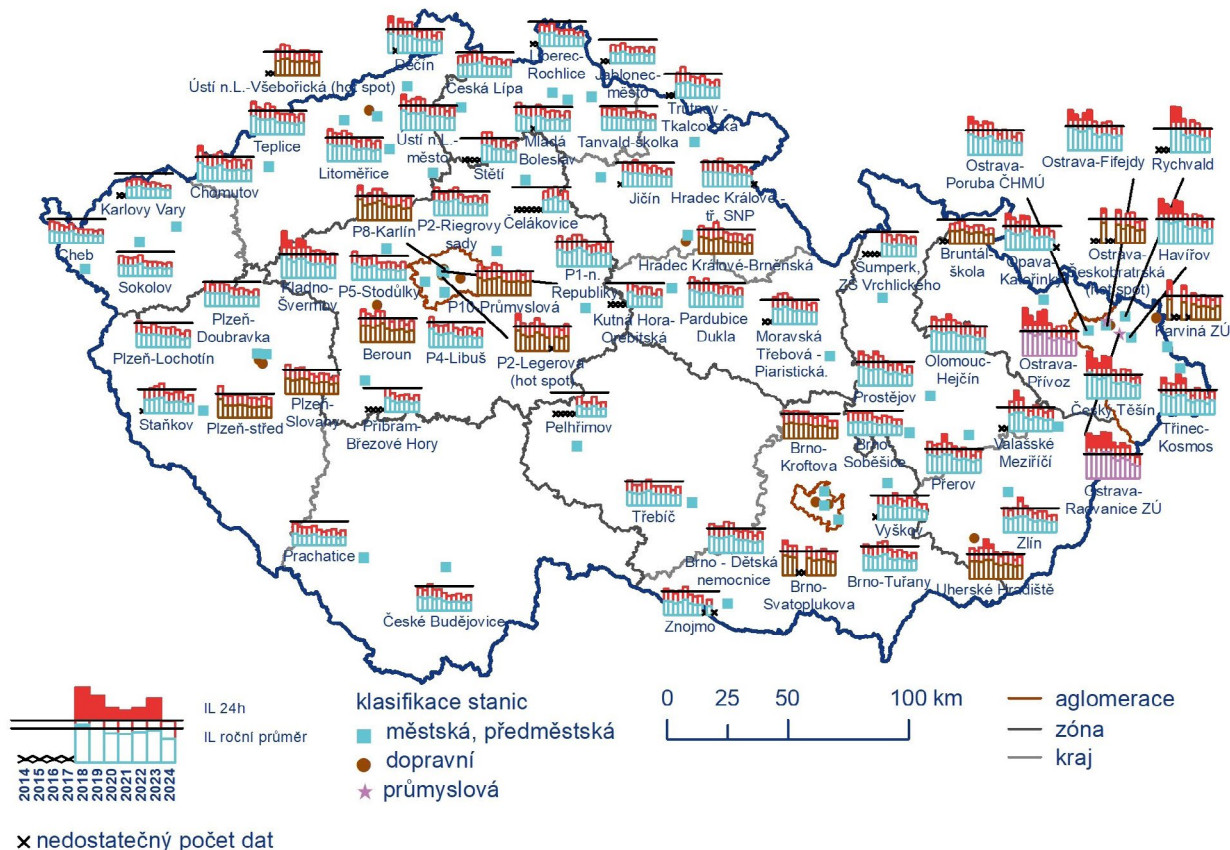 Děčín
Liberec-
Rochlice
Ústí n.L.-Všebořická (hot spot)
Česká Lípa
Jablonec-
město
Trutnov -
Tkalcovská
Teplice
Ústí n.L.-
město
Mladá
Boleslav
Tanvald-školka
Litoměřice
Štětí
Chomutov
Jičín
Hradec Králové -
tř. SNP
Karlovy Vary
Čelákovice
P8-Karlín
P2-Riegrovy
sady
Cheb
Sokolov
Kladno-
Švermov
P5-Stodůlky
P10-Průmyslová
P1-n.
Republiky
Hradec Králové-Brněnská
Šumperk,
ZŠ Vrchlického
Plzeň-
Doubravka
Kutná Hora-
Orebitská
Pardubice
Dukla
Moravská
Třebová -
Piaristická.
Plzeň-Lochotín
Beroun
P4-Libuš
P2-Legerova
(hot spot)
Staňkov
Plzeň-střed
Plzeň-
Slovany
Příbram-
Březové Hory
Pelhřimov
Ostrava-
Poruba ČHMÚ
Ostrava-Fifejdy
Rychvald
Bruntál-
škola
Opava-
Kateřinky
Ostrava-
Českobratrská
(hot spot)
Havířov
Karviná ZÚ
Olomouc-
Hejčín
Ostrava-
Přívoz
Prostějov
Český Těšín
Třinec-
Kosmos
Brno-
Kroftova
Brno-
Soběšice
Valašské
Meziříčí
Přerov
Ostrava-
Radvanice ZÚ
Třebíč
Vyškov
Zlín
Prachatice
Brno - Dětská
nemocnice
Brno-
Svatoplukova
Brno-Tuřany
Uherské Hradiště
České Budějovice
Znojmo
IL 24h
IL roční průměr
2014 2015 2016 2017 2018 2019 2020 2021 2022 2023 2024
nedostatečný počet dat
klasifikace stanic
městská, předměstská
dopravní
průmyslová
0 25 50 100 km
aglomerace
zóna
kraj